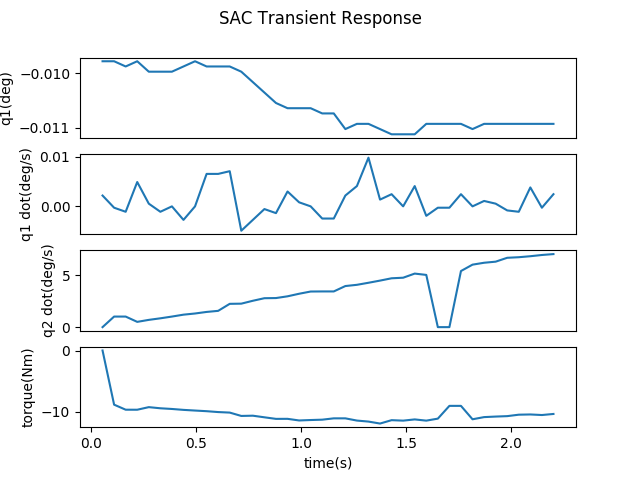 SAC Transient Response
q1(deg)
−0.010
−0.011
q1 dot(deg/s)
0.01
0.00
q2 dot(deg/s)
5
0
torque(Nm)
0
−10
0.0 0.5 1.0 1.5 2.0
time(s)